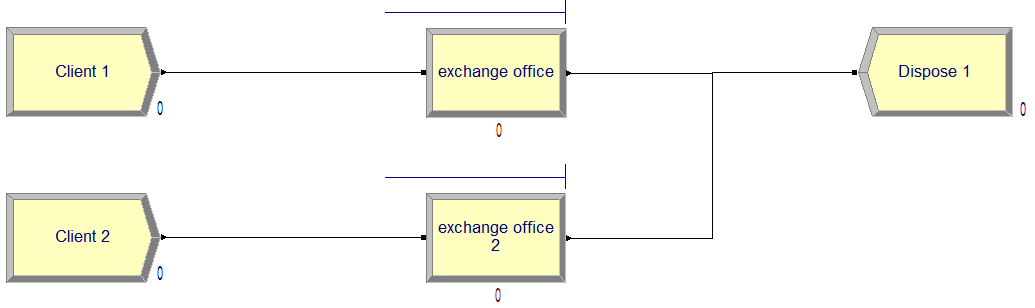 Client 1
exchange office
Dispose 1
0
0
0
Client 2
exchange office
2
0
0